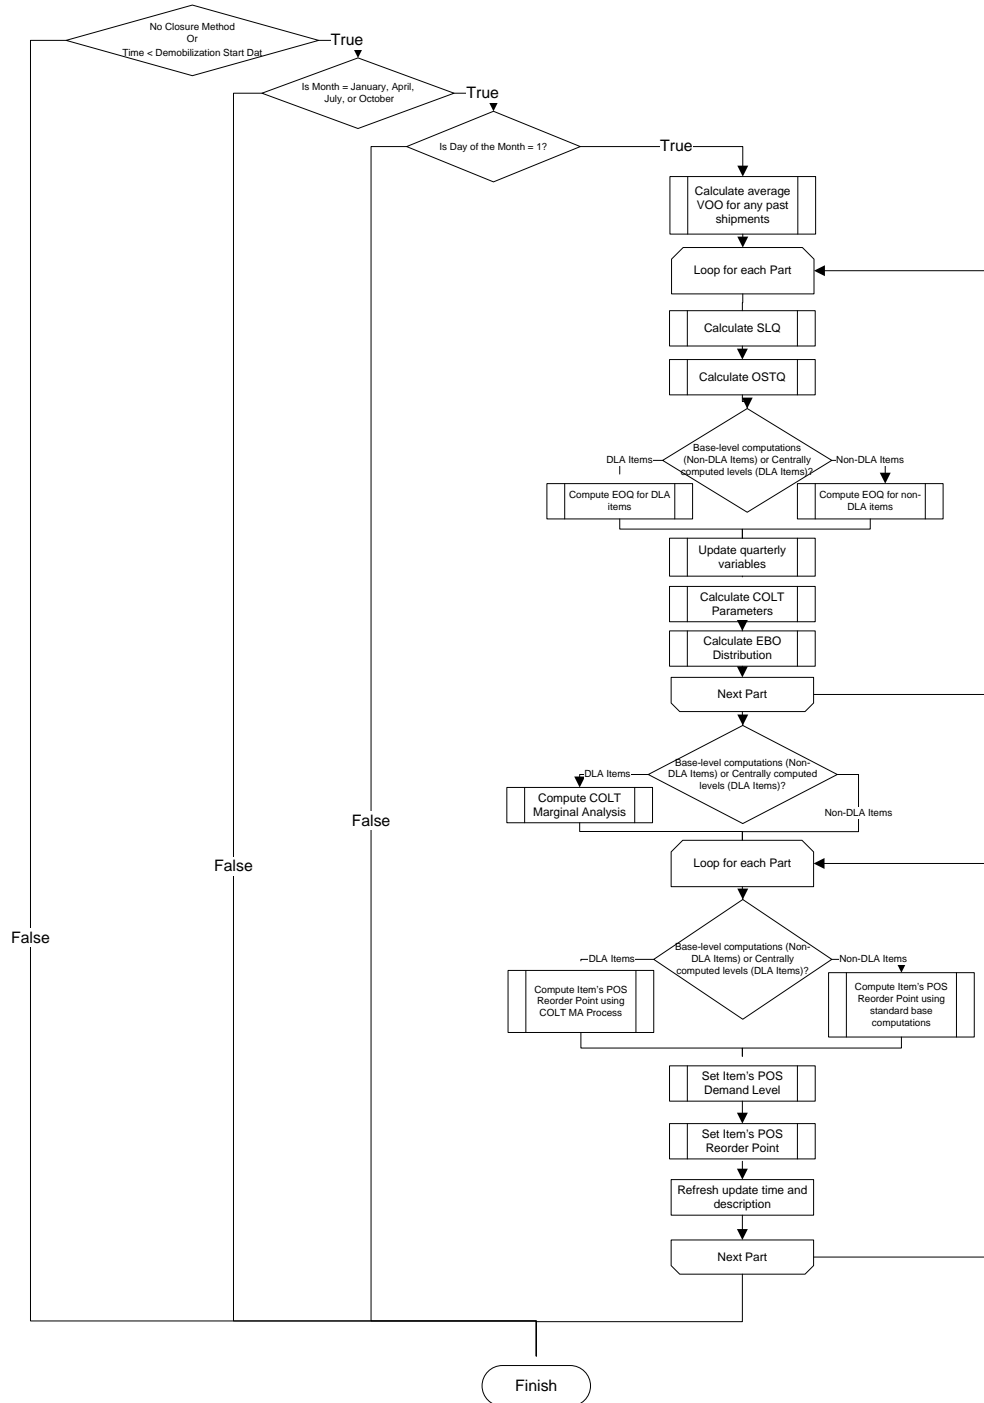 No Closure Method
Or
Time < Demobilization Start Dat
True
Is Month = January, April,
July, or October
True
Is Day of the Month = 1?
True
Calculate average
VOO for any past
shipments
Loop for each Part
Calculate SLQ
Calculate OSTQ
Base-level computations
(Non-DLA Items) or Centrally
computed levels (DLA Items)?
DLA Items
Non-DLA Items
Compute EOQ for DLA
items
Compute EOQ for non-
DLA items
Update quarterly
variables
Calculate COLT
Parameters
Calculate EBO
Distribution
Next Part
Base-level computations (Non-
DLA Items) or Centrally computed
levels (DLA Items)?
DLA Items
Compute COLT
Marginal Analysis
Non-DLA Items
False
False
False
Loop for each Part
Base-level computations (Non-
DLA Items) or Centrally
computed levels (DLA Items)?
DLA Items
Non-DLA Items
Compute Item's POS
Reorder Point using
COLT MA Process
Compute Item's POS
Reorder Point using
standard base
computations
Set Item's POS
Demand Level
Set Item's POS
Reorder Point
Refresh update time and
description
Next Part
Finish